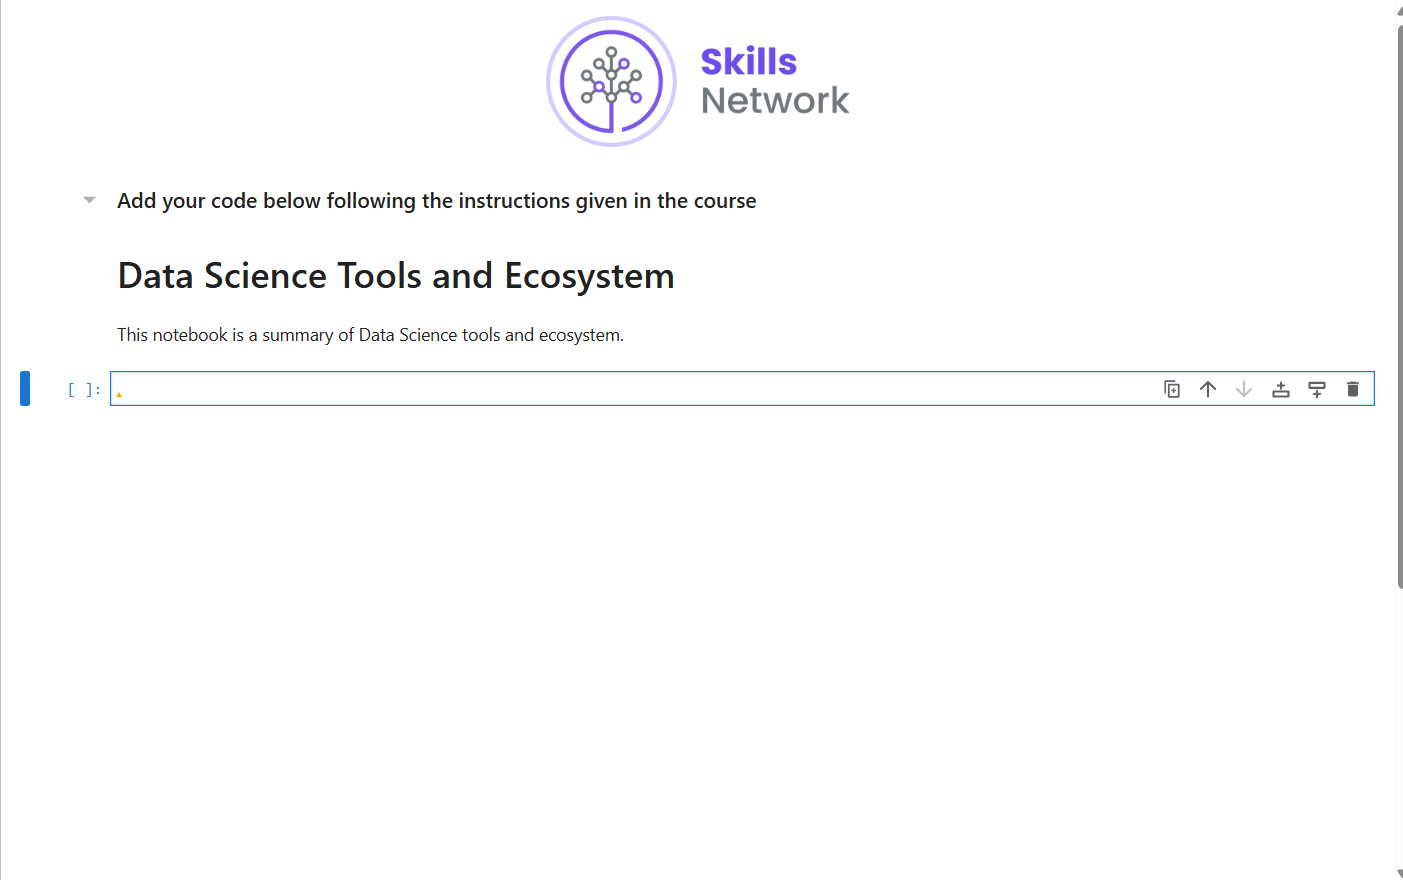 Skills
Network
Add your code below following the instructions given in the course
Data Science Tools and Ecosystem
This notebook is a summary of Data Science tools and ecosystem.
[ ]: